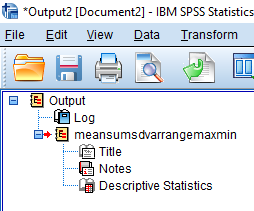 *Output2 [Document2] - IBM SPSS Statistics
File Edit View Data Transform
Output
Log
meansumsdvarrangemaxmin
Title
Notes
Descriptive Statistics